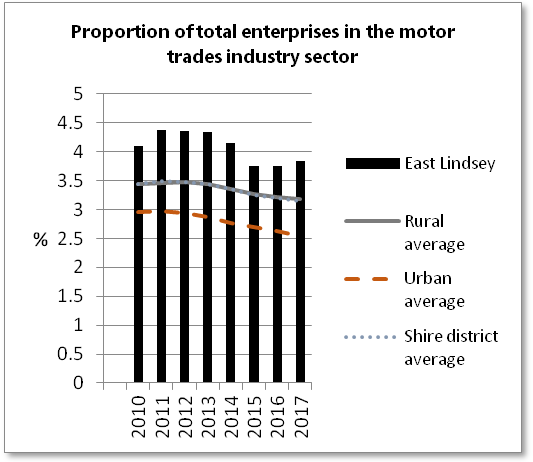 Proportion of total enterprises in the motor
trades industry sector
5
4.5
4
3.5
3
2.5
2
1.5
1
0.5
0
%
2010
2011
2012
2013
2014
2015
2016
2017
East Lindsey
Rural
average
Urban
average
Shire district
average